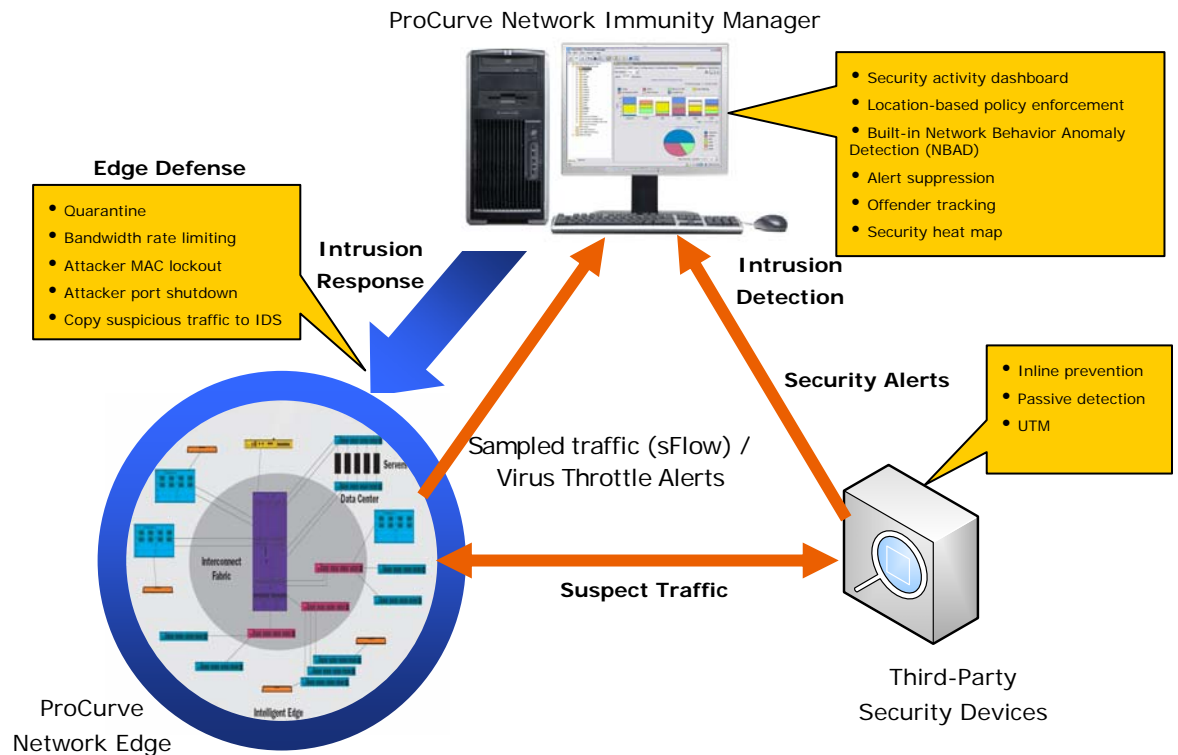 ProCurve Network Immunity Manager
• Security activity dashboard
• Location-based policy enforcement
• Built-in Network Behavior Anomaly
Detection (NBAD)
• Alert suppression
• Offender tracking
• Security heat map
Edge Defense
• Quarantine
• Bandwidth rate limiting
• Attacker MAC lockout
• Attacker port shutdown
• Copy suspicious traffic to IDS
Intrusion
Response
Intrusion
Detection
Security Alerts
• Inline prevention
• Passive detection
• UTM
Sampled traffic (sFlow) /
Virus Throttle Alerts
Servers
Data Center
Interconnect
Fabric
Intelligent Edge
Suspect Traffic
ProCurve
Network Edge
Third-Party
Security Devices